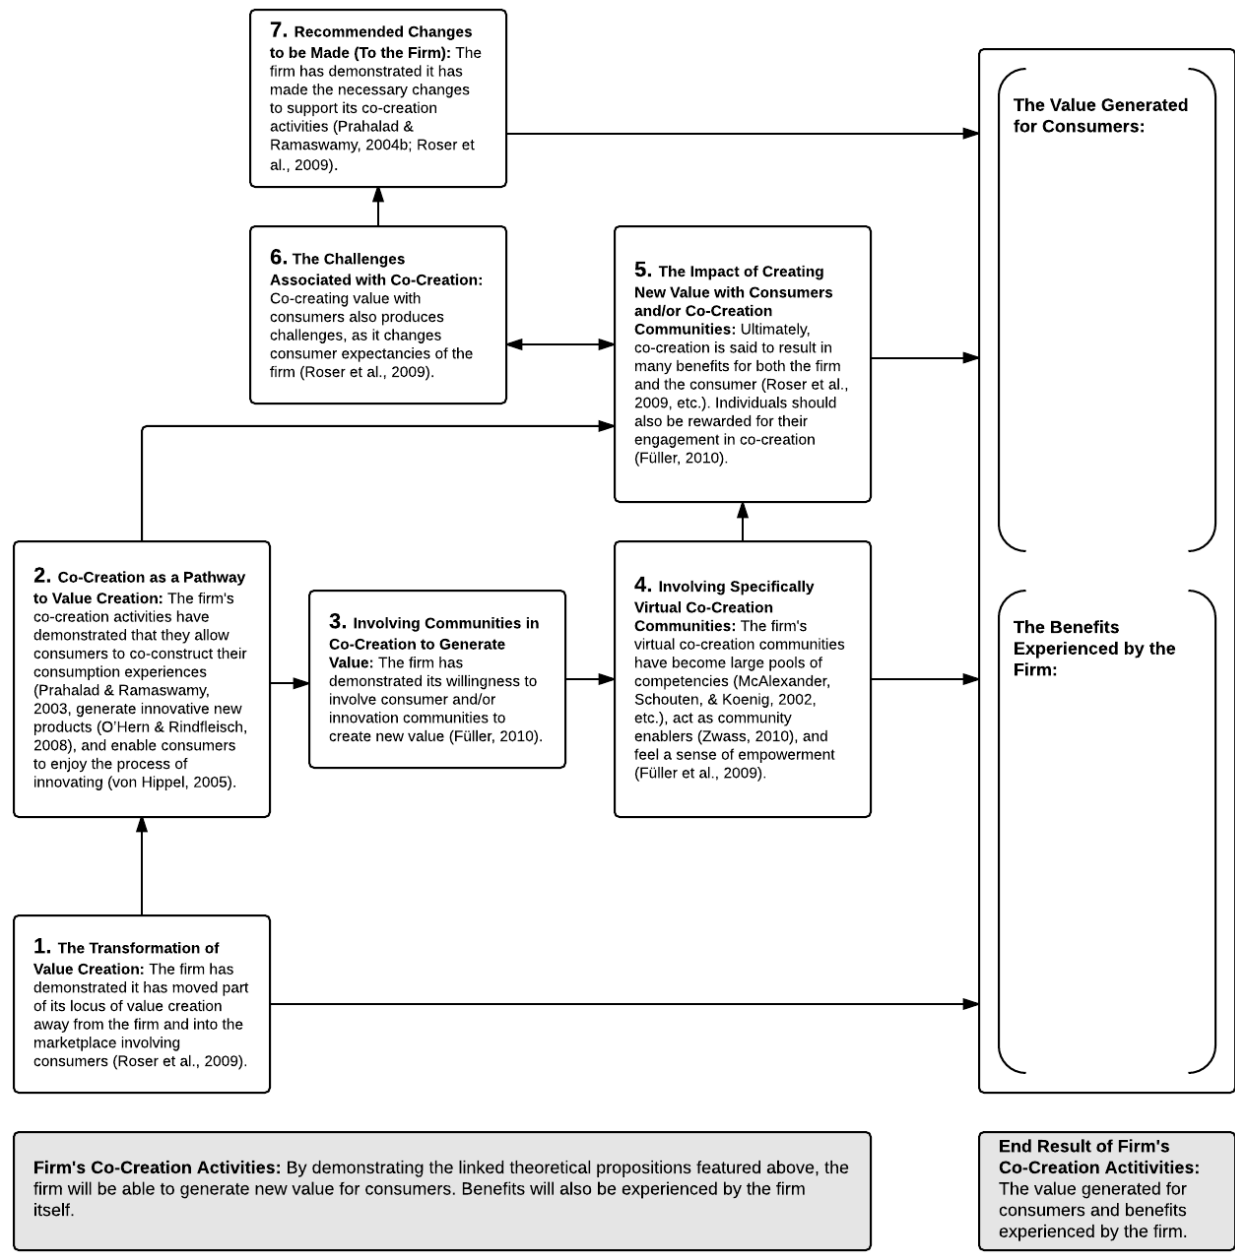 7. Recommended Changes
to be Made (To the Firm): The
firm has demonstrated it has
made the necessary changes
to support its co-creation
activities (Prahalad &
Ramaswamy, 2004b; Roser et
al., 2009).
The Value Generated
for Consumers:
6. The Challenges
Associated with Co-Creation:
Co-creating value with
consumers also produces
challenges, as it changes
consumer expectancies of the
firm (Roser et al., 2009).
5. The Impact of Creating
New Value with Consumers
and/or Co-Creation
Communities: Ultimately,
co-creation is said to result in
many benefits for both the firm
and the consumer (Roser et al.,
2009, etc.). Individuals should
also be rewarded for their
engagement in co-creation
(Füller, 2010).
2. Co-Creation as a Pathway
to Value Creation: The firm's
co-creation activities have
demonstrated that they allow
consumers to co-construct their
consumption experiences
(Prahalad & Ramaswamy,
2003, generate innovative new
products (O'Hern & Rindfleisch,
2008), and enable consumers
to enjoy the process of
innovating (von Hippel, 2005).
3. Involving Communities in
Co-Creation to Generate
Value: The firm has
demonstrated its willingness to
involve consumer and/or
innovation communities to
create new value (Füller, 2010).
4. Involving Specifically
Virtual Co-Creation
Communities: The firm's
virtual co-creation communities
have become large pools of
competencies (McAlexander,
Schouten, & Koenig, 2002,
etc.), act as community
enablers (Zwass, 2010), and
feel a sense of empowerment
(Füller et al., 2009).
The Benefits
Experienced by the
Firm:
1. The Transformation of
Value Creation: The firm has
demonstrated it has moved part
of its locus of value creation
away from the firm and into the
marketplace involving
consumers (Roser et al., 2009).
Firm's Co-Creation Activities: By demonstrating the linked theoretical propositions featured above, the
firm will be able to generate new value for consumers. Benefits will also be experienced by the firm
itself.
End Result of Firm's
Co-Creation Actitivities:
The value generated for
consumers and benefits
experienced by the firm.